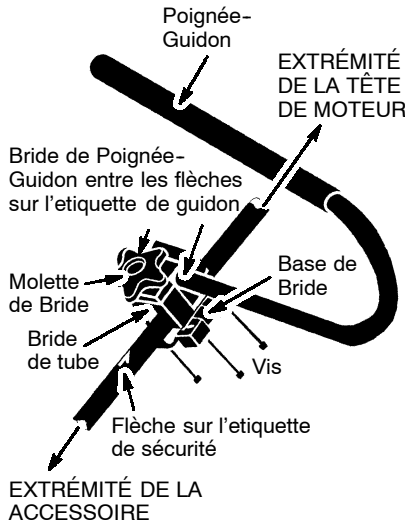 Poignée-
Guidon
EXTRÉMITÉ
DE LA TÊTE
DE MOTEUR
Bride de Poignée-
Guidon entre les flèches
sur l'etiquette de guidon
Molette
de Bride
Base de
Bride
Bride
de tube
Vis
Flèche sur l'etiquette
de sécurité
EXTRÉMITÉ DE LA
ACCESSOIRE